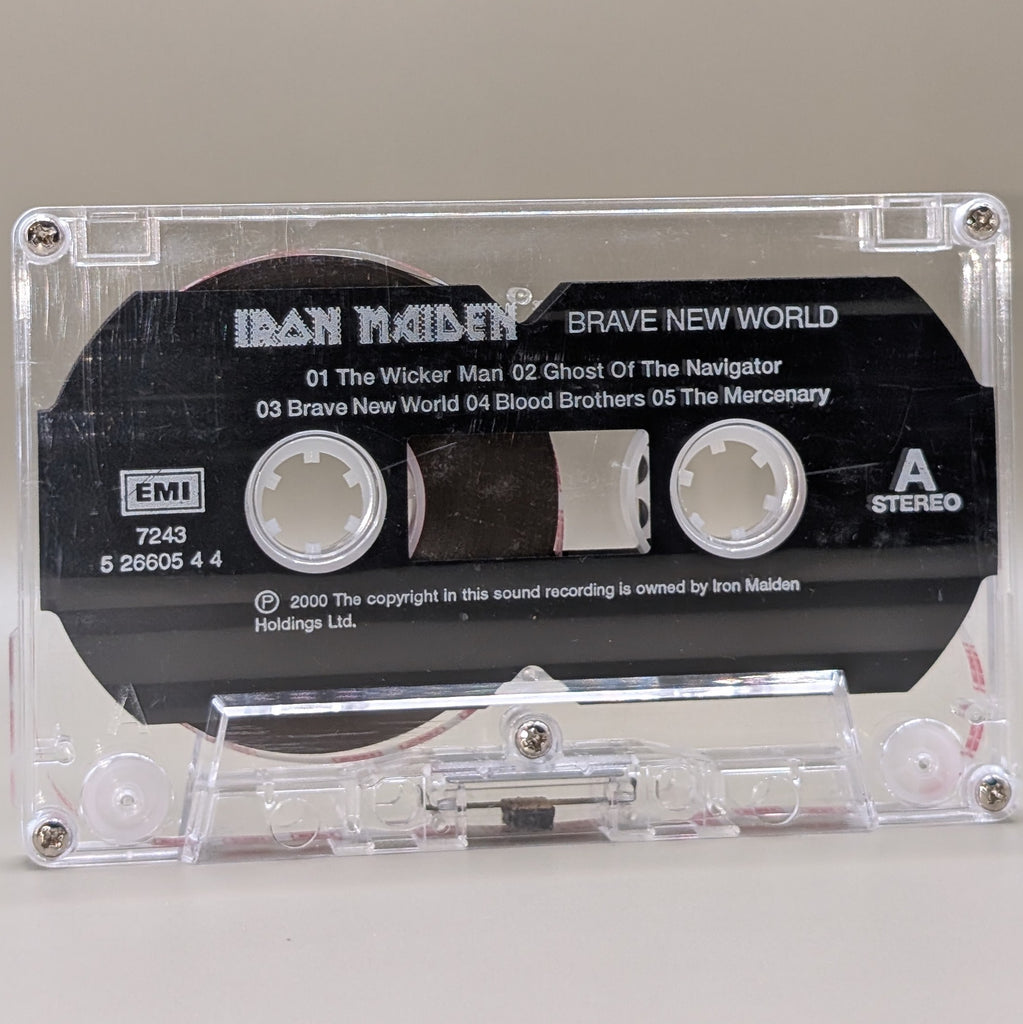 IRON MAIDEN BRAVE NEW WORLD
01 The Wicker Man 02 Ghost Of The Navigator
03 Brave New World 04 Blood Brothers 05 The Mercenary
EMI
7243
5 26605 4 4
A
STEREO
℗ 2000 The copyright in this sound recording is owned by Iron Maiden
Holdings Ltd.